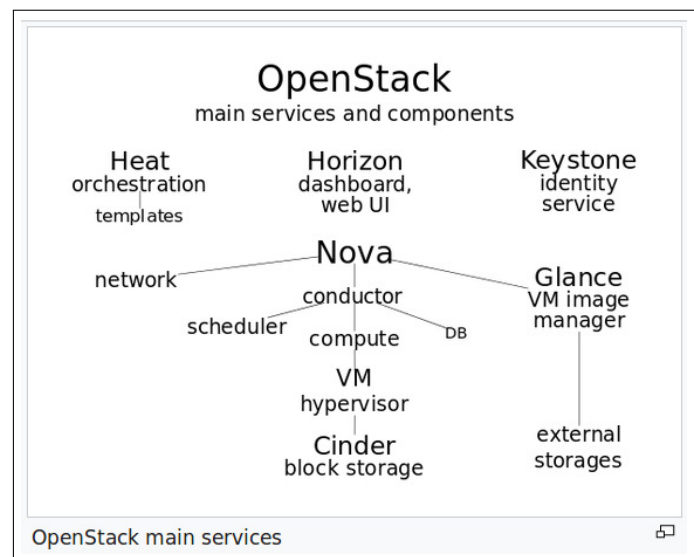 OpenStack
main services and components
Heat
orchestration
templates
Horizon
dashboard,
web UI
Keystone
identity
service
Nova
network
conductor
scheduler
compute
DB
VM
hypervisor
Cinder
block storage
Glance
VM image
manager
external
storages
OpenStack main services